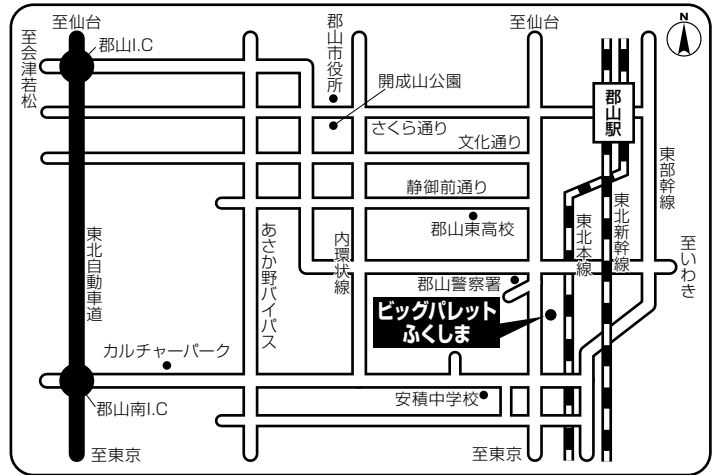 至仙台
至仙台
N
至会津若松
郡山I.C
郡山市役所
開成山公園
郡山駅
さくら通り
文化通り
東部幹線
静御前通り
郡山東高校
東北自動車道
あさか野バイパス
内環状線
東北本線
東北新幹線
至いわき
郡山警察署
ビッグパレット
ふくしま
カルチャーパーク
安積中学校
郡山南I.C
至東京
至東京